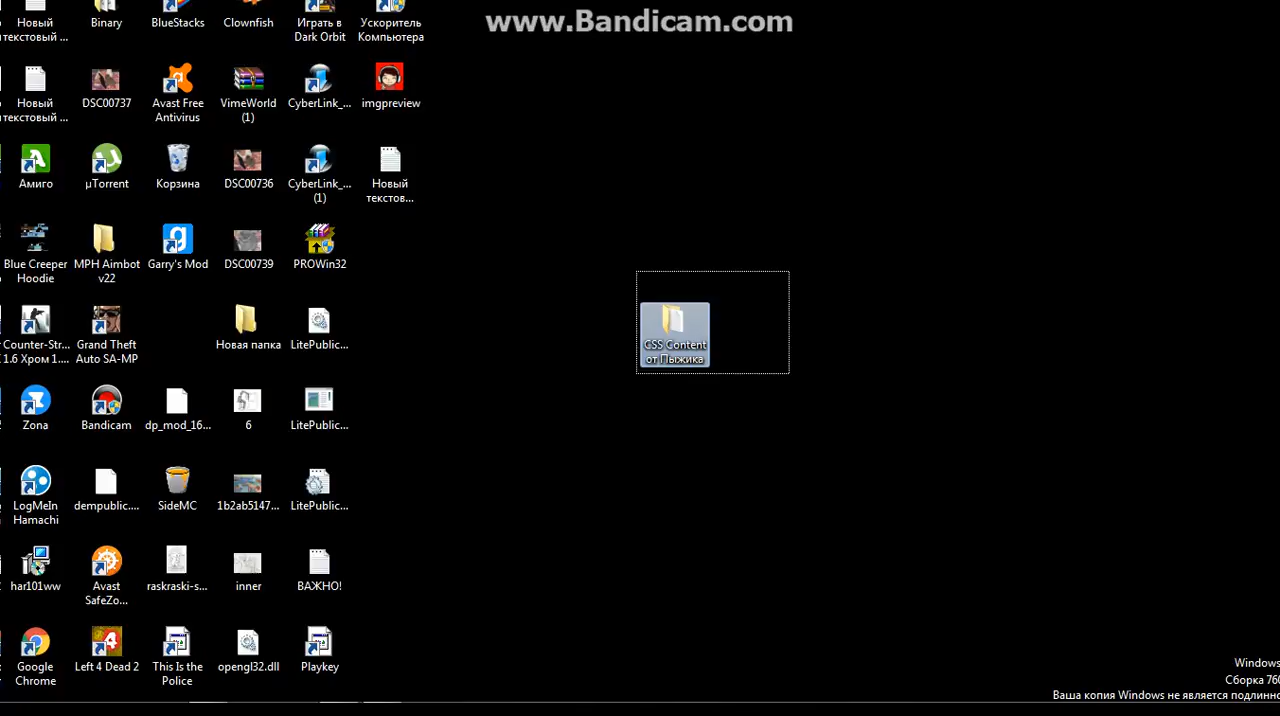 www.Bandicam.com
Новый
текстовый ...
Binary
BlueStacks
Clownfish
Играть в
Dark Orbit
Ускоритель
Компьютера
Новый
текстовый ...
DSC00737
Avast Free
Antivirus
VimeWorld
(1)
CyberLink_...
imgpreview
Амиго
µTorrent
Корзина
DSC00736
CyberLink_...
(1)
Новый
текстов...
Blue Creeper
Hoodie
MPH Aimbot
v22
Garry's Mod
DSC00739
PROWin32
Counter-Str...
1.6 Хром 1....
Grand Theft
Auto SA-MP
Новая папка
LitePublic...
CSS Content
от Пыжика
Zona
Bandicam
dp_mod_16...
6
LitePublic...
LogMeIn
Hamachi
dempublic....
SideMC
1b2ab5147...
LitePublic...
har101ww
Avast
SafeZo...
raskraski-s...
inner
ВАЖНО!
Google
Chrome
Left 4 Dead 2
This Is the
Police
opengl32.dll
Playkey
Windows
Сборка 760
Ваша копия Windows не является подлинно